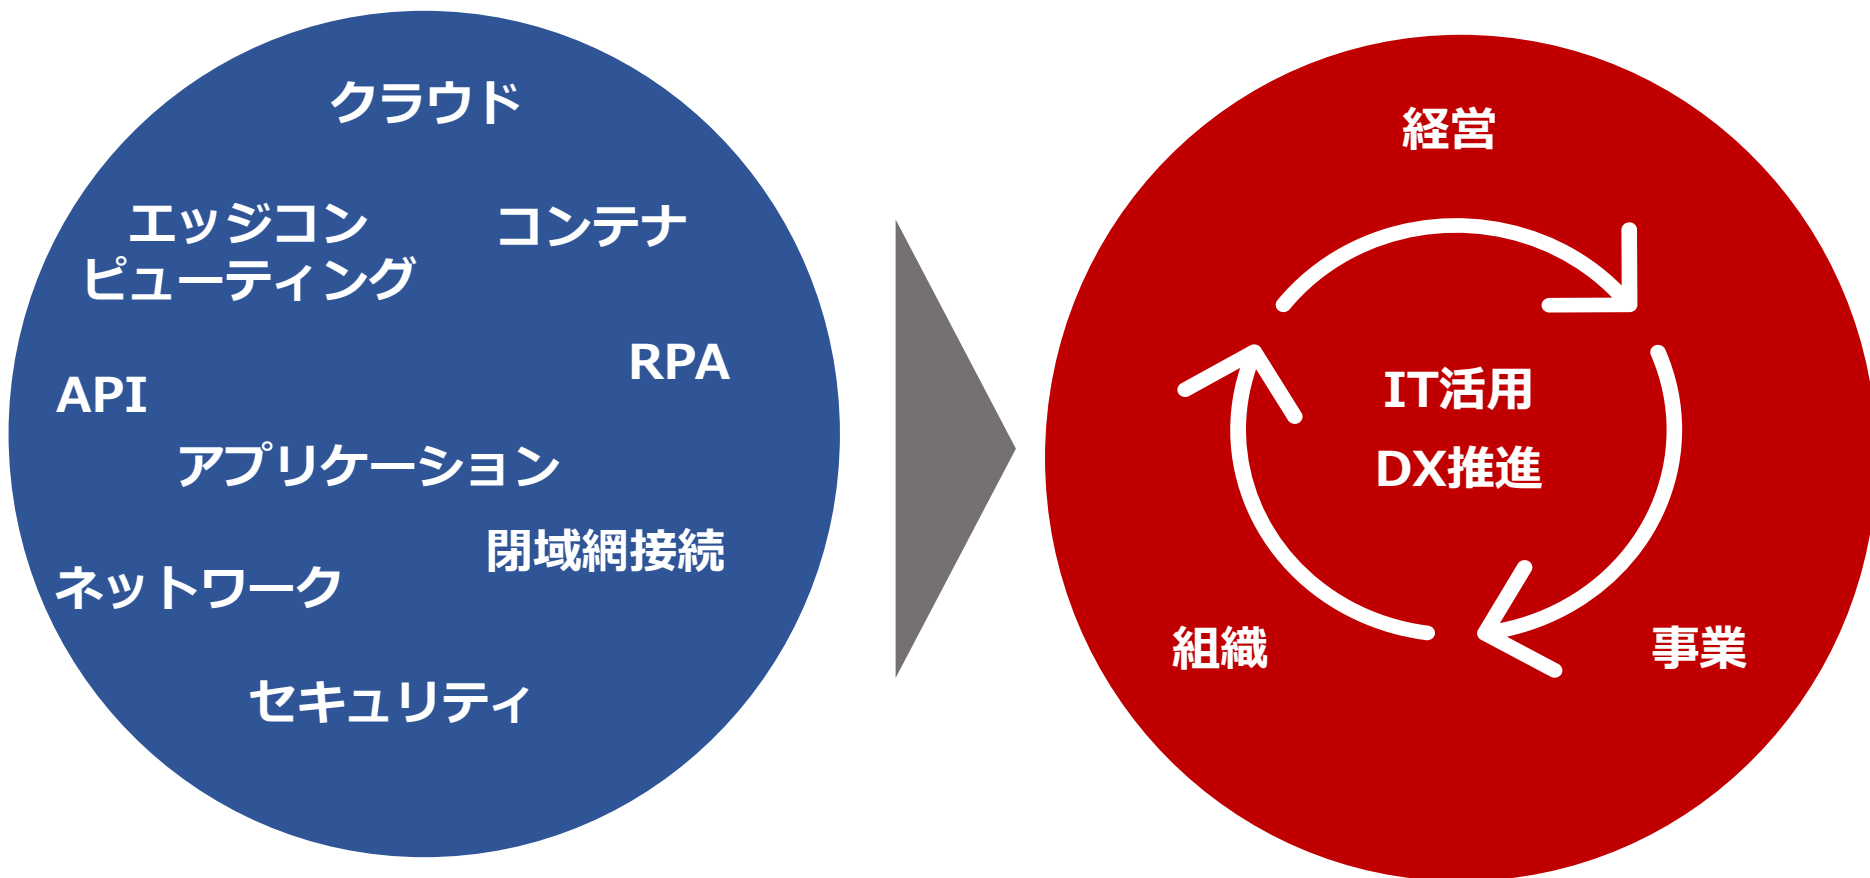 クラウド
エッジコン
ピューティング
コンテナ
RPA
API
アプリケーション
閉域網接続
ネットワーク
セキュリティ
経営
IT活用
DX推進
組織
事業